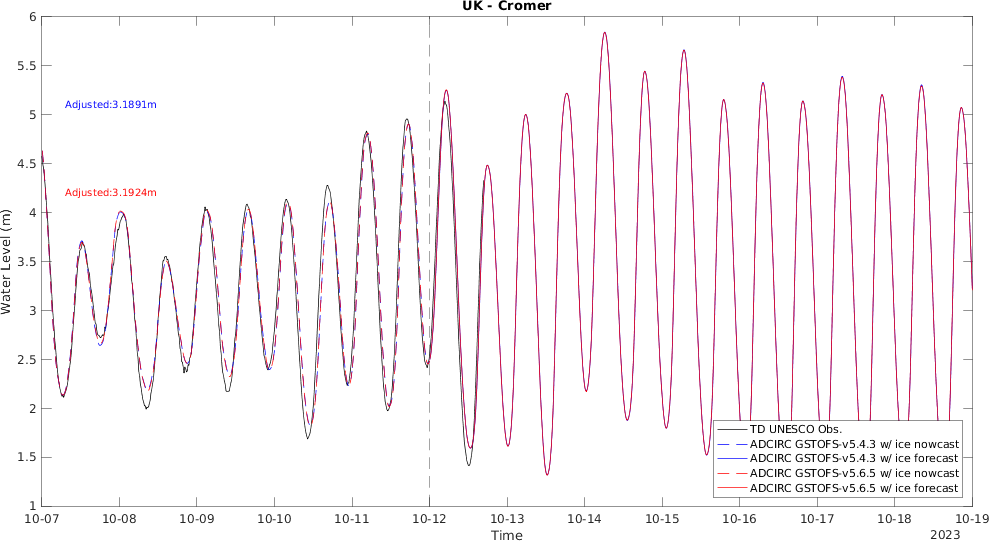 UK - Cromer
6
5.5
5
4.5
4
3.5
3
2.5
2
1.5
1
Water Level (m)
Adjusted:3.1891m
Adjusted:3.1924m
TD UNESCO Obs.
ADCIRC GSTOFS-v5.4.3 w/ ice nowcast
ADCIRC GSTOFS-v5.4.3 w/ ice forecast
ADCIRC GSTOFS-v5.6.5 w/ ice nowcast
ADCIRC GSTOFS-v5.6.5 w/ ice forecast
10-07 10-08 10-09 10-10 10-11 10-12 10-13 10-14 10-15 10-16 10-17 10-18 10-19
Time
2023